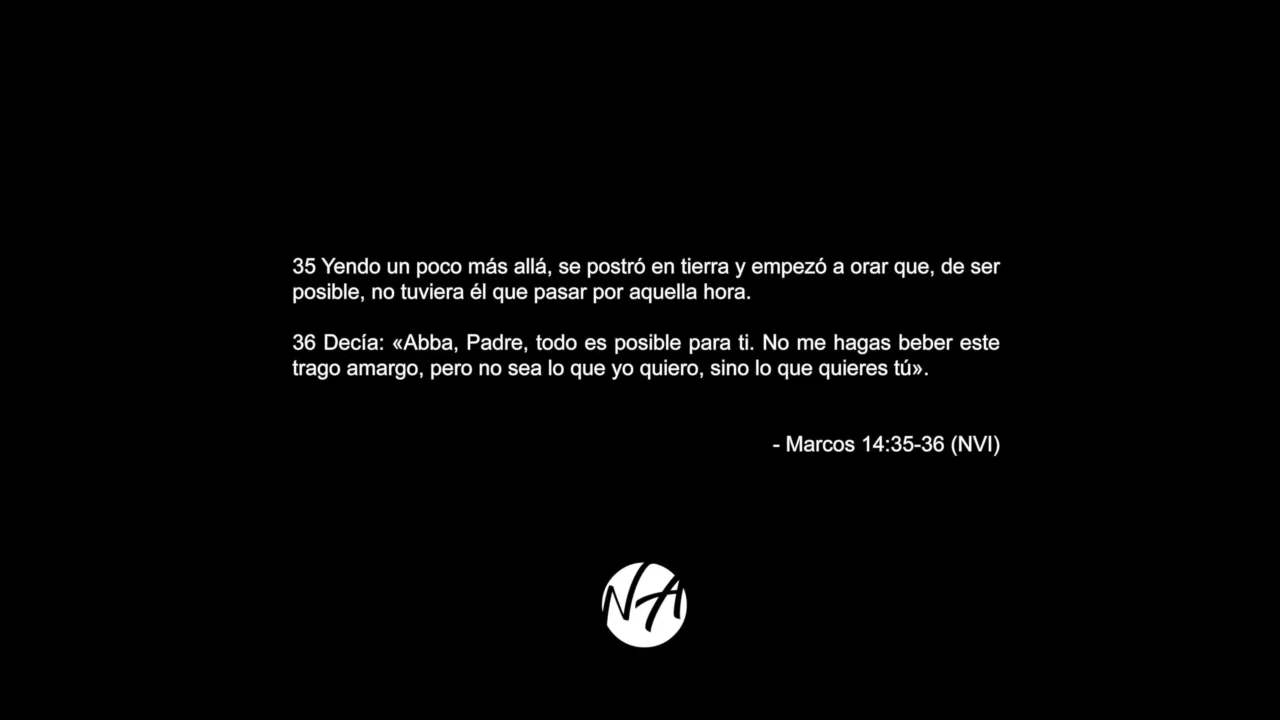 35 Yendo un poco más allá, se postró en tierra y empezó a orar que, de ser
posible, no tuviera él que pasar por aquella hora.
36 Decía: «Abba, Padre, todo es posible para ti. No me hagas beber este
trago amargo, pero no sea lo que yo quiero, sino lo que quieres tú».
- Marcos 14:35-36 (NVI)
NA